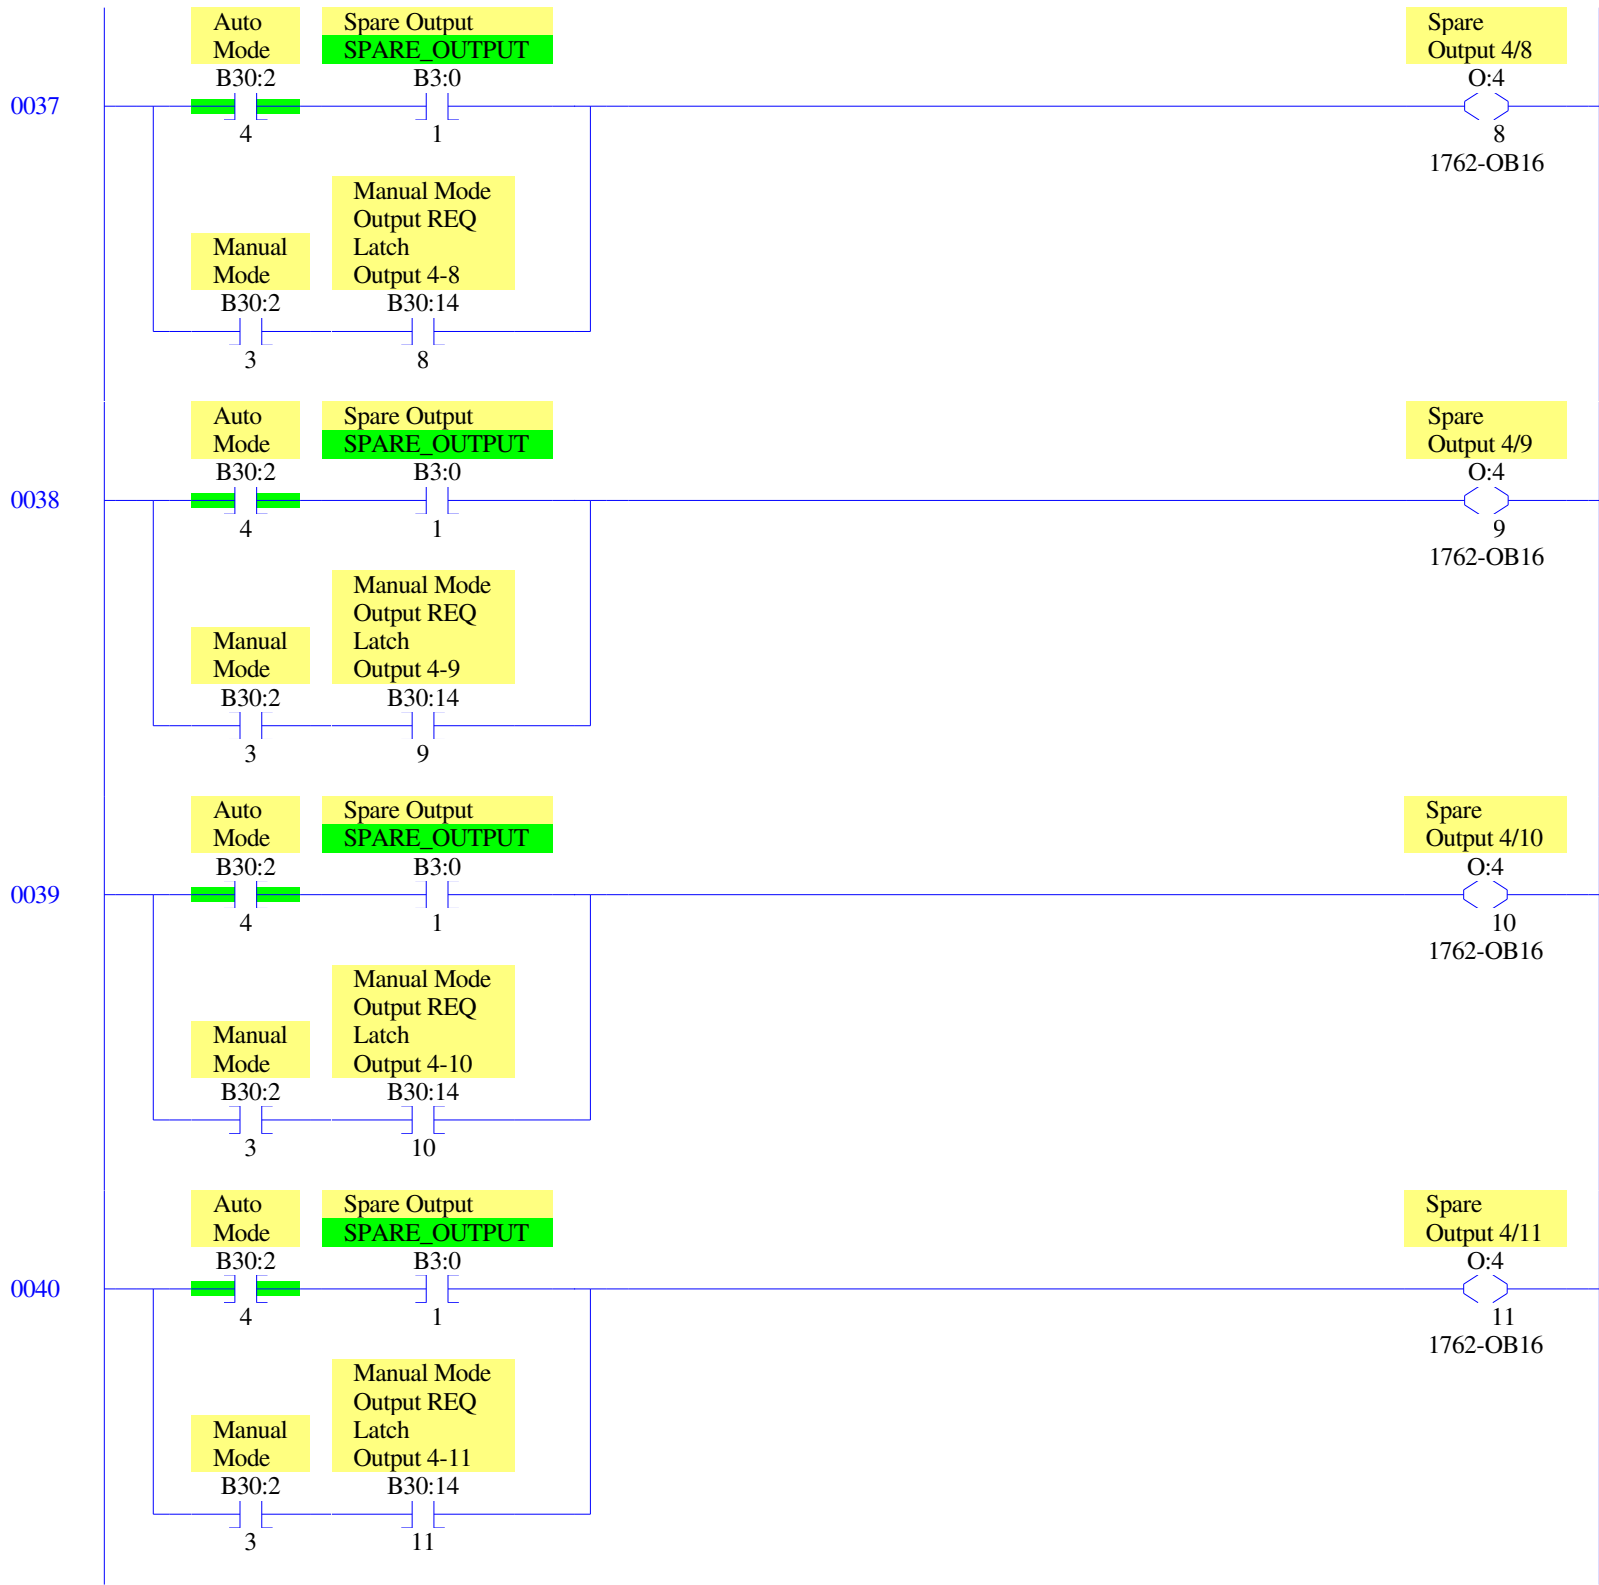 Auto
Mode
B30:2
4
Spare Output
SPARE_OUTPUT
B3:0
1
Spare
Output 4/8
O:4
8
1762-OB16
0037
Manual
Mode
B30:2
3
Manual Mode
Output REQ
Latch
Output 4-8
B30:14
8
Auto
Mode
B30:2
4
Spare Output
SPARE_OUTPUT
B3:0
1
Spare
Output 4/9
O:4
9
1762-OB16
0038
Manual
Mode
B30:2
3
Manual Mode
Output REQ
Latch
Output 4-9
B30:14
9
Auto
Mode
B30:2
4
Spare Output
SPARE_OUTPUT
B3:0
1
Spare
Output 4/10
O:4
10
1762-OB16
0039
Manual
Mode
B30:2
3
Manual Mode
Output REQ
Latch
Output 4-10
B30:14
10
Auto
Mode
B30:2
4
Spare Output
SPARE_OUTPUT
B3:0
1
Spare
Output 4/11
O:4
11
1762-OB16
0040
Manual
Mode
B30:2
3
Manual Mode
Output REQ
Latch
Output 4-11
B30:14
11